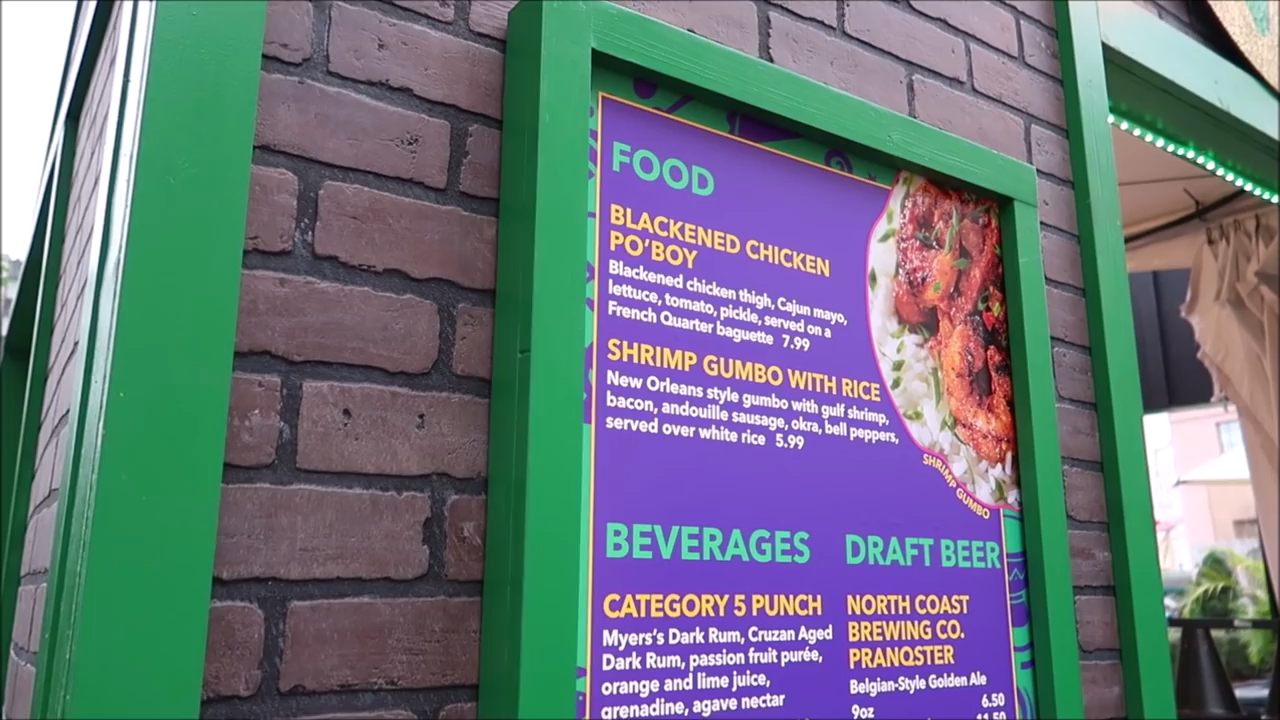 FOOD
BLACKENED CHICKEN
PO'BOY
Blackened chicken thigh, Cajun mayo,
lettuce, tomato, pickle, served on a
French Quarter baguette 7.99
SHRIMP GUMBO WITH RICE
New Orleans style gumbo with gulf shrimp,
bacon, andouille sausage, okra, bell peppers,
served over white rice 5.99
SHRIMP GUMBO
BEVERAGES
CATEGORY 5 PUNCH
Myers's Dark Rum, Cruzan Aged
Dark Rum, passion fruit purée,
orange and lime juice,
grenadine, agave nectar
DRAFT BEER
NORTH COAST
BREWING CO.
PRANQSTER
Belgian-Style Golden Ale
9oz 6.50
11.50